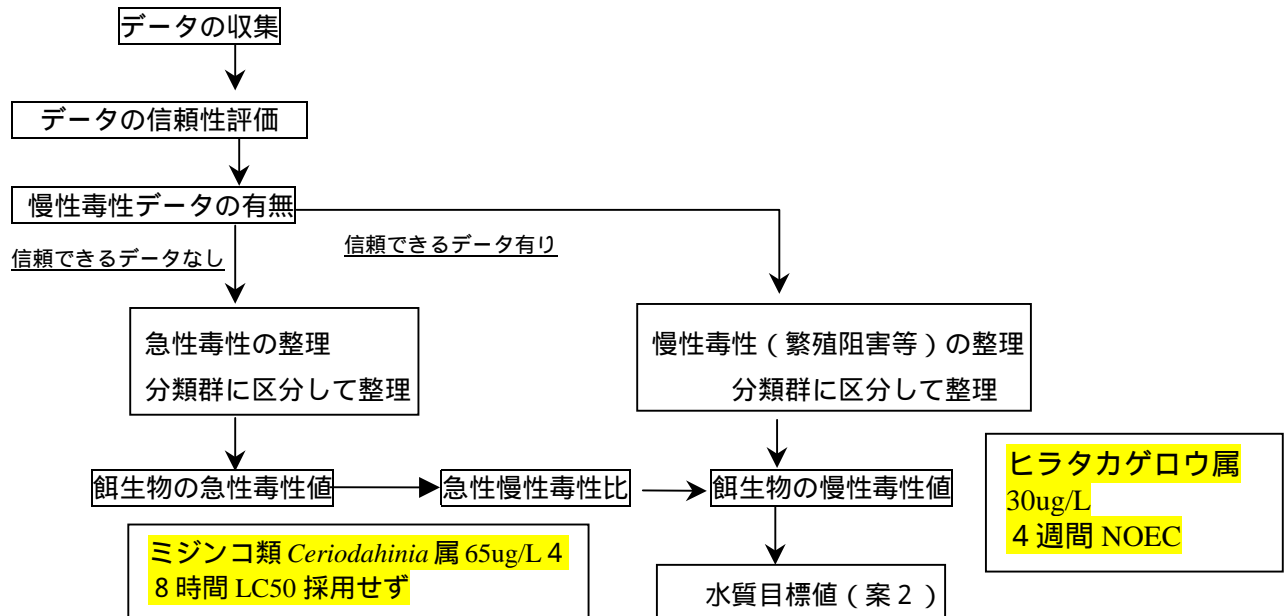 データの収集
データの信頼性評価
慢性毒性データの有無
信頼できるデータなし
信頼できるデータ有り
急性毒性の整理
分類群に区分して整理
慢性毒性（繁殖阻害等）の整理
分類群に区分して整理
餌生物の急性毒性値
急性慢性毒性比
餌生物の慢性毒性値
ヒラタカゲロウ属
30ug/L
４週間 NOEC
ミジンコ類 Ceriodahinia 属 65ug/L４
８時間 LC50 採用せず
水質目標値（案２）